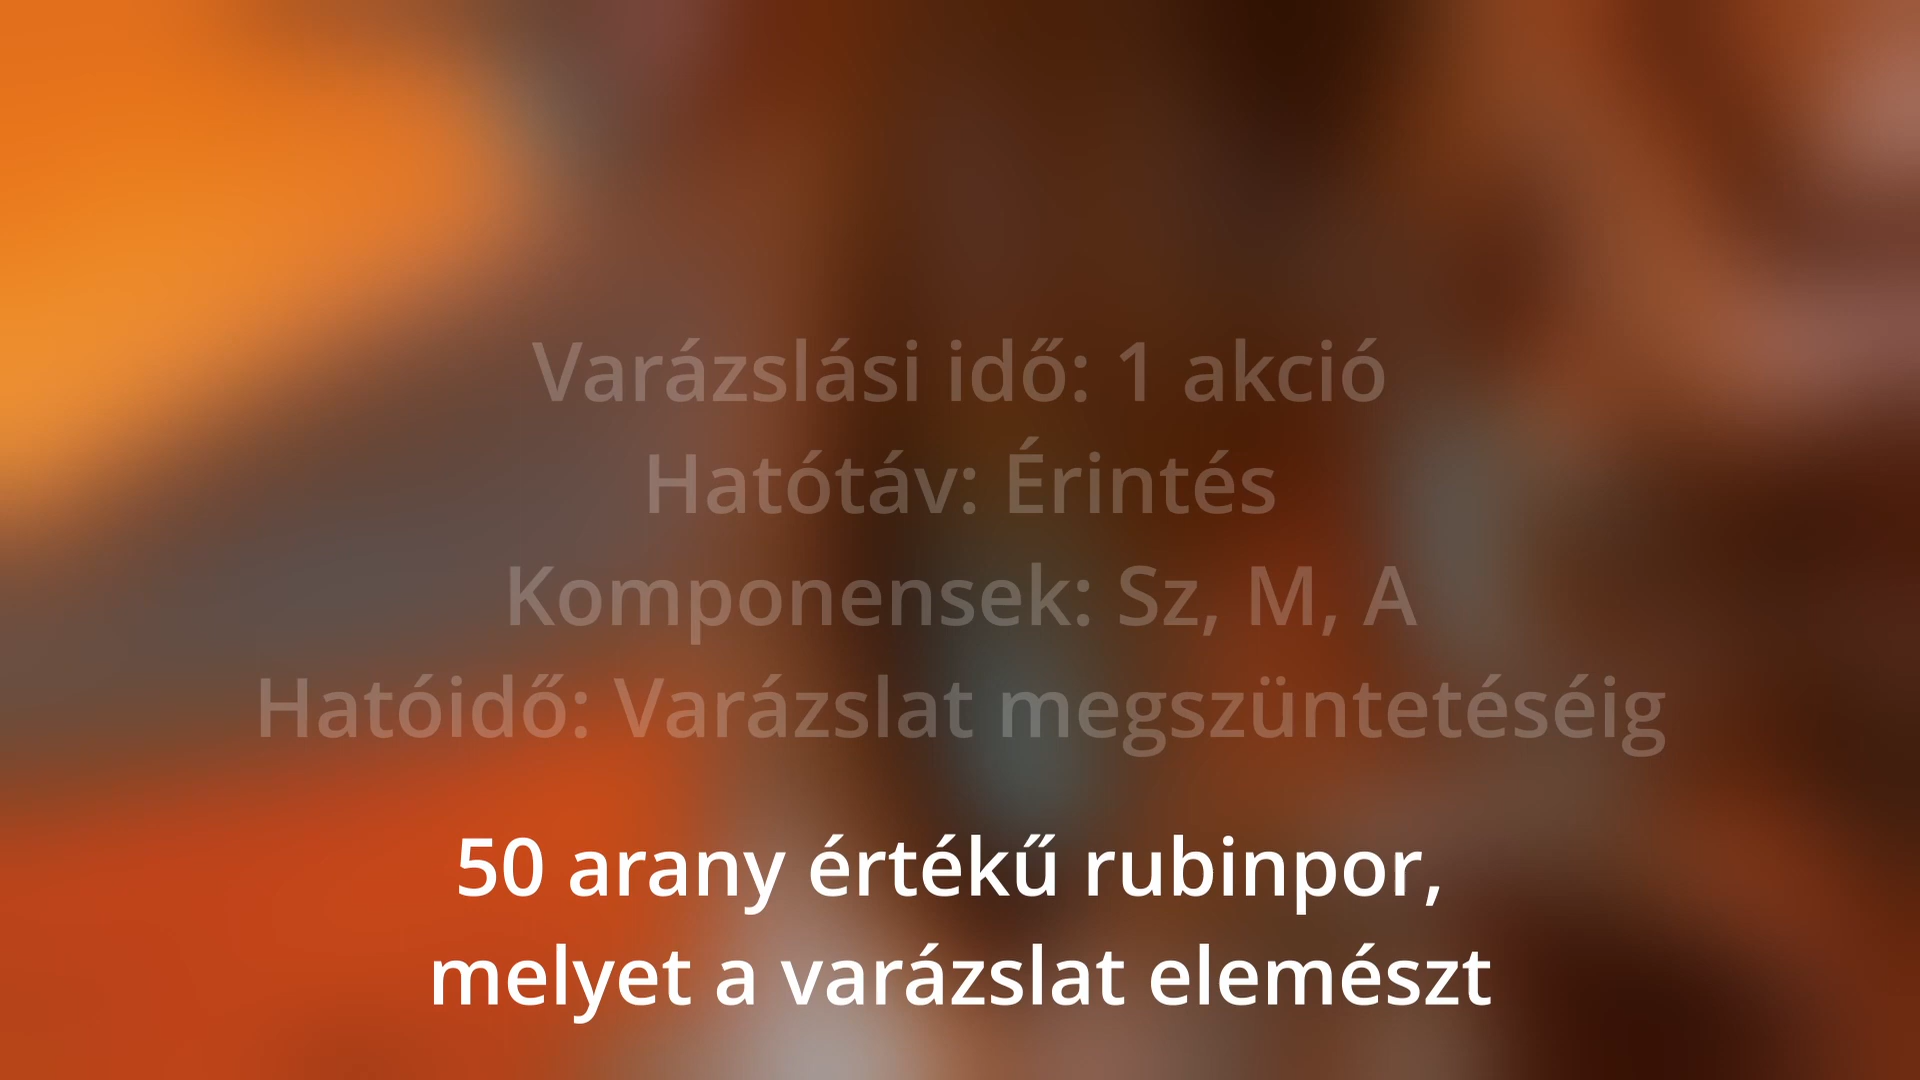 Varázslási idő: 1 akció
Hatótáv: Érintés
Komponensek: Sz, M, A
Hatóidő: Varázslat megszüntetéséig
50 arany értékű rubinpor,
melyet a varázslat elemészt